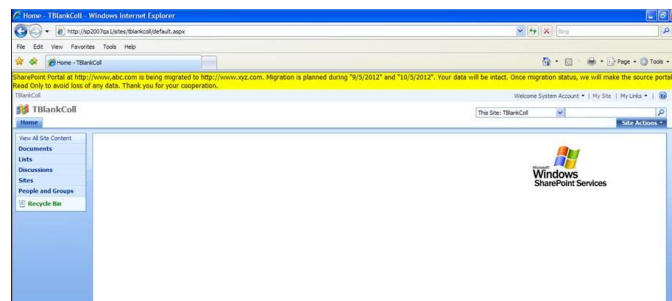 Home - TBlankColl - Windows Internet Explorer
http://sp2007qa1/sites/tblankcoll/default.aspx
Bing
File Edit View Favorites Tools Help
Home - TBlankColl
Page Tools
SharePoint Portal at http://www.abc.com is being migrated to http://www.xyz.com. Migration is planned during "9/5/2012" and "10/5/2012". Your data will be intact. Once migration status, we will make the source portal
Read Only to avoid loss of any data. Thank you for your cooperation.
TBlankColl
Welcome System Account | My Site | My Links
TBlankColl
This Site: TBlankColl
Home
Site Actions
View All Site Content
Documents
Lists
Discussions
Sites
People and Groups
Recycle Bin
Microsoft
Windows
SharePoint Services